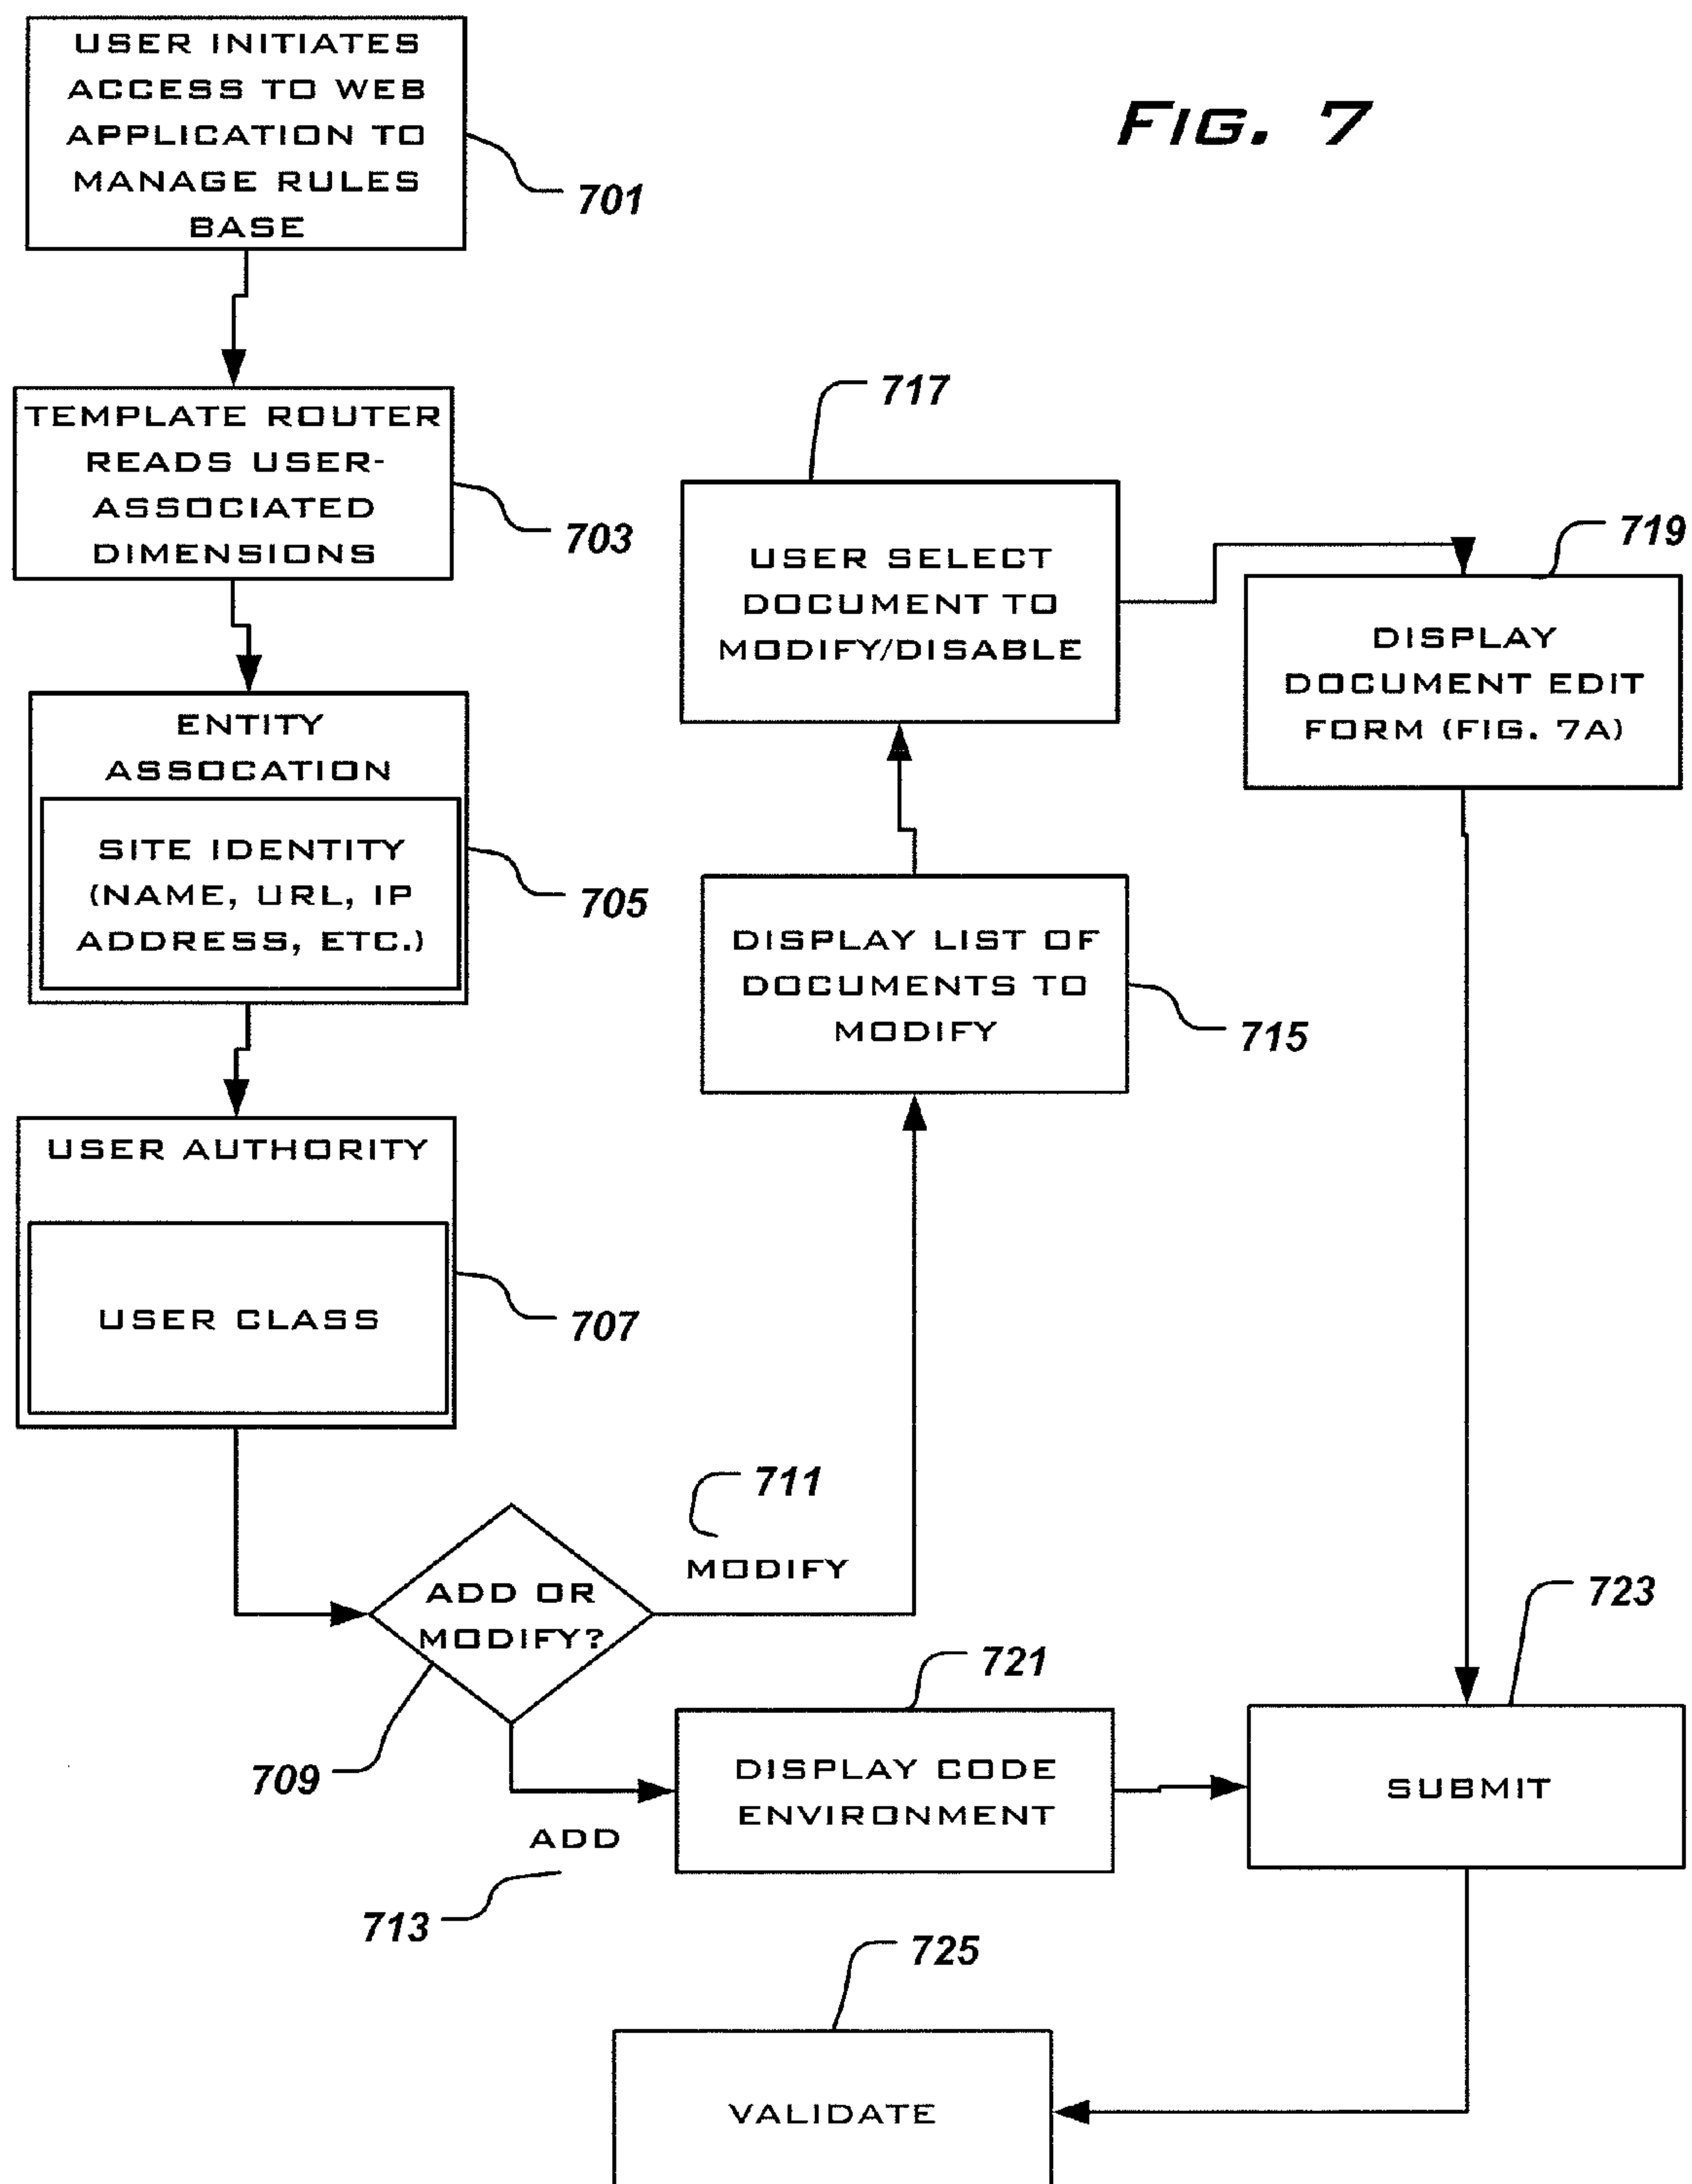 USER INITIATES
ACCESS TO WEB
APPLICATION TO
MANAGE RULES
BASE
701
FIG. 7
TEMPLATE ROUTER
READS USER-
ASSOCIATED
DIMENSIONS
703
ENTITY
ASSOCATION
SITE IDENTITY
(NAME, URL, IP
ADDRESS, ETC.)
705
USER AUTHORITY
USER CLASS
707
ADD OR
MODIFY?
709
711
MODIFY
ADD
713
DISPLAY LIST OF
DOCUMENTS TO
MODIFY
715
717
USER SELECT
DOCUMENT TO
MODIFY/DISABLE
719
DISPLAY
DOCUMENT EDIT
FORM (FIG. 7A)
721
DISPLAY CODE
ENVIRONMENT
723
SUBMIT
725
VALIDATE